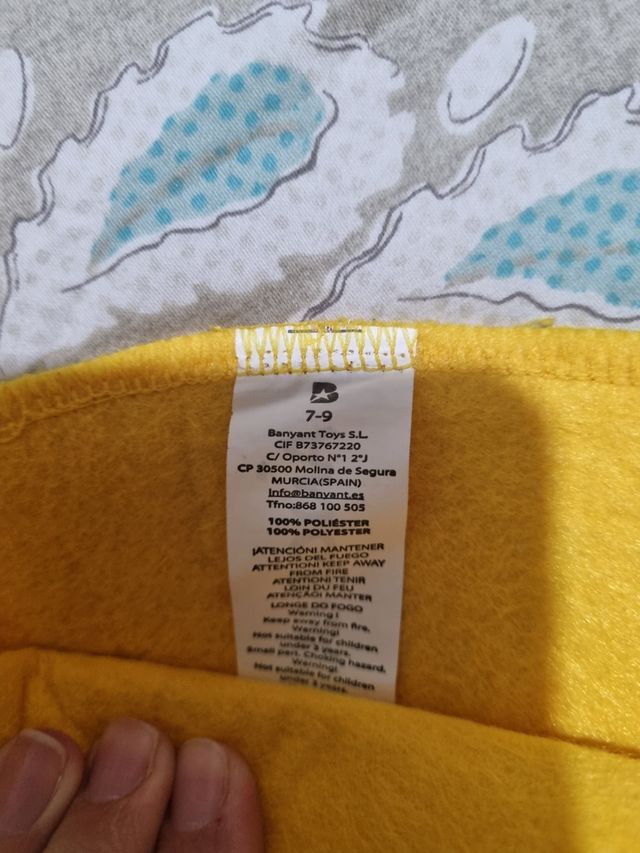 B
7-9
Banyant Toys S.L.
CIF B73767220
C/ Oporto Nº1 2ºJ
CP 30500 Molina de Segura
MURCIA(SPAIN)
Info@banyant.es
Tfno:868 100 505
100% POLIÉSTER
100% POLYESTER
¡ATENCIÓN! MANTENER
LEJOS DEL FUEGO
ATTENTION! KEEP AWAY
FROM FIRE
ATENTION! TENIR
LOIN DU FEU
ATENÇAO! MANTER
LONGE DO FOGO
Warning!
Keep away from fire.
Warning!
Not suitable for children
under 3 years.
Small part. Choking hazard.
Warning!
Not suitable for children
under 3 years.